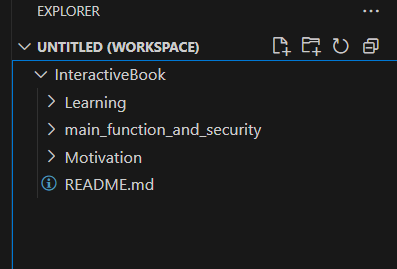 EXPLORER
UNTITLED (WORKSPACE)
InteractiveBook
Learning
main_function_and_security
Motivation
README.md